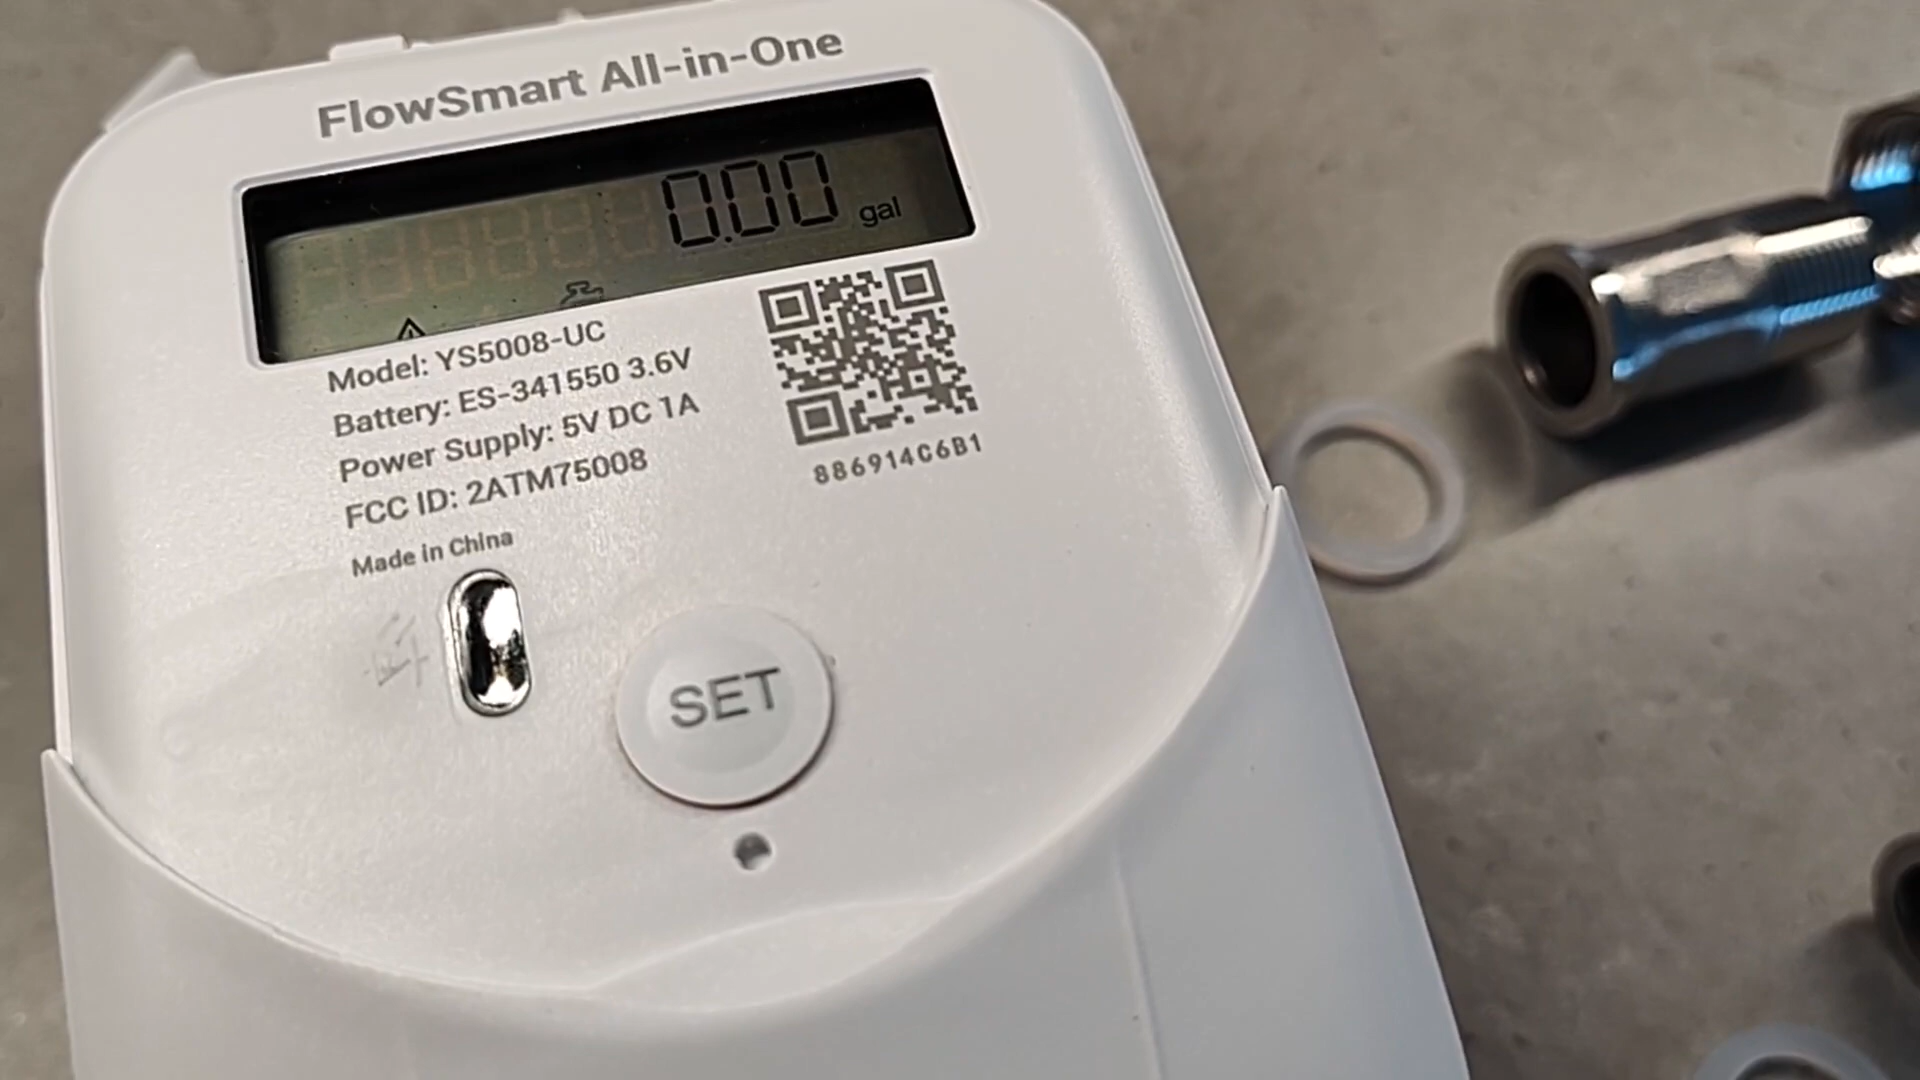 FlowSmart All-in-One
0.00 gal
Model: YS5008-UC
Battery: ES-341550 3.6V
Power Supply: 5V DC 1A
FCC ID: 2ATM75008
Made in China
886914C6B1
SET